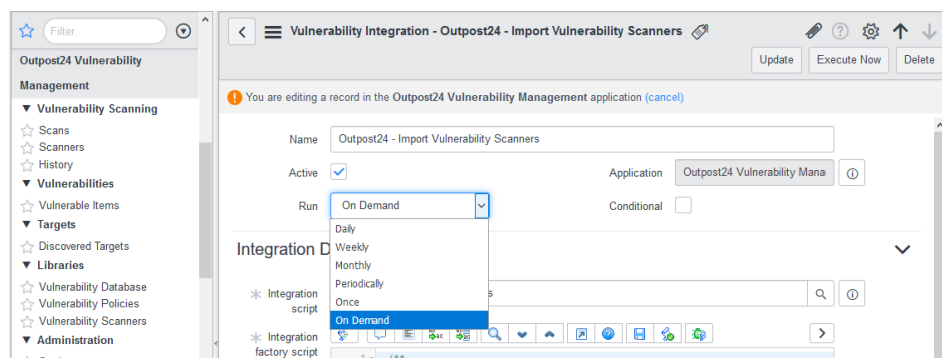 Filter
Outpost24 Vulnerability
Management
Vulnerability Scanning
Scans
Scanners
History
Vulnerabilities
Vulnerable Items
Targets
Discovered Targets
Libraries
Vulnerability Database
Vulnerability Policies
Vulnerability Scanners
Administration
Vulnerability Integration - Outpost24 - Import Vulnerability Scanners
Update Execute Now Delete
You are editing a record in the Outpost24 Vulnerability Management application (cancel)
Name Outpost24 - Import Vulnerability Scanners
Active Application Outpost24 Vulnerability Mana
Run On Demand Conditional
Daily
Weekly
Monthly
Periodically
Once
On Demand
Integration D
Integration
script
s
Integration
factory script
1 /**